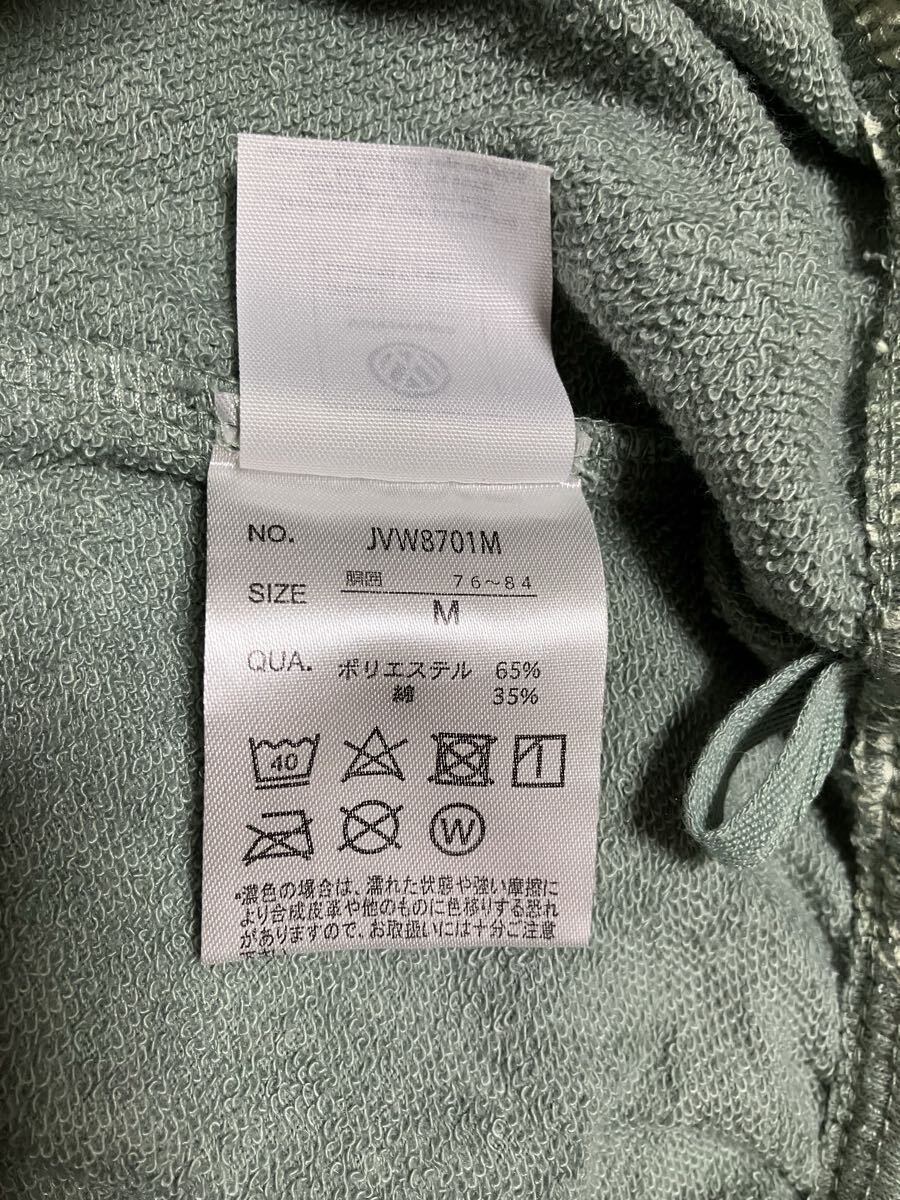 NO. JVW8701M
SIZE 胴囲 76～84
M
QUA. ポリエステル 65%
綿 35%
40
W
*濃色の場合は、濡れた状態や強い摩擦に
より合成皮革や他のものに色移りする恐れ
がありますので、お取扱いには十分ご注意